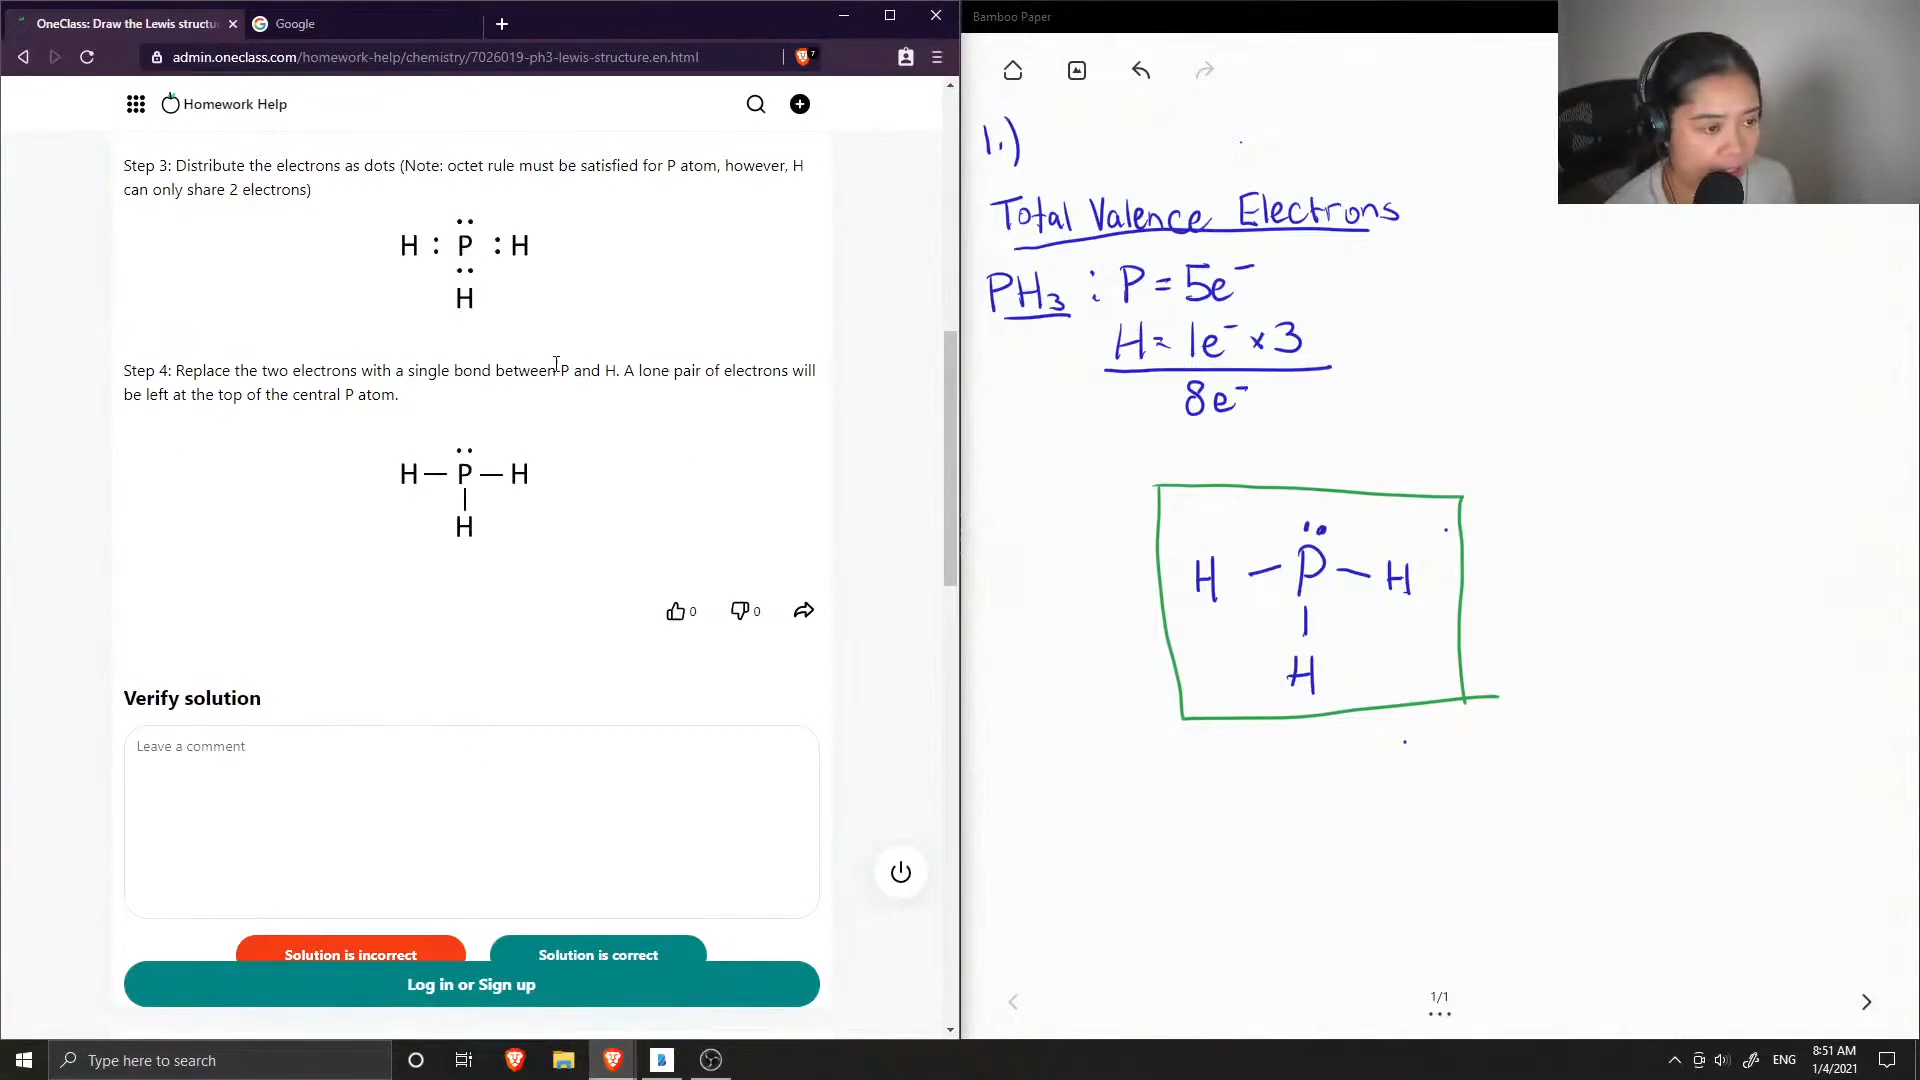 OneClass: Draw the Lewis structu
Google
admin.oneclass.com/homework-help/chemistry/7026019-ph3-lewis-structure.en.html
7
Homework Help
Step 3: Distribute the electrons as dots (Note: octet rule must be satisfied for P atom, however, H
can only share 2 electrons)
H : P : H
H
Step 4: Replace the two electrons with a single bond between P and H. A lone pair of electrons will
be left at the top of the central P atom.
H — P — H
H
0
0
Verify solution
Leave a comment
Solution is incorrect
Solution is correct
Log in or Sign up
Bamboo Paper
1.)
Total Valence Electrons
PH₃ : P = 5e⁻
H = 1e⁻ × 3
8e⁻
H — P — H
H
1/1
Type here to search
B
ENG
8:51 AM
1/4/2021